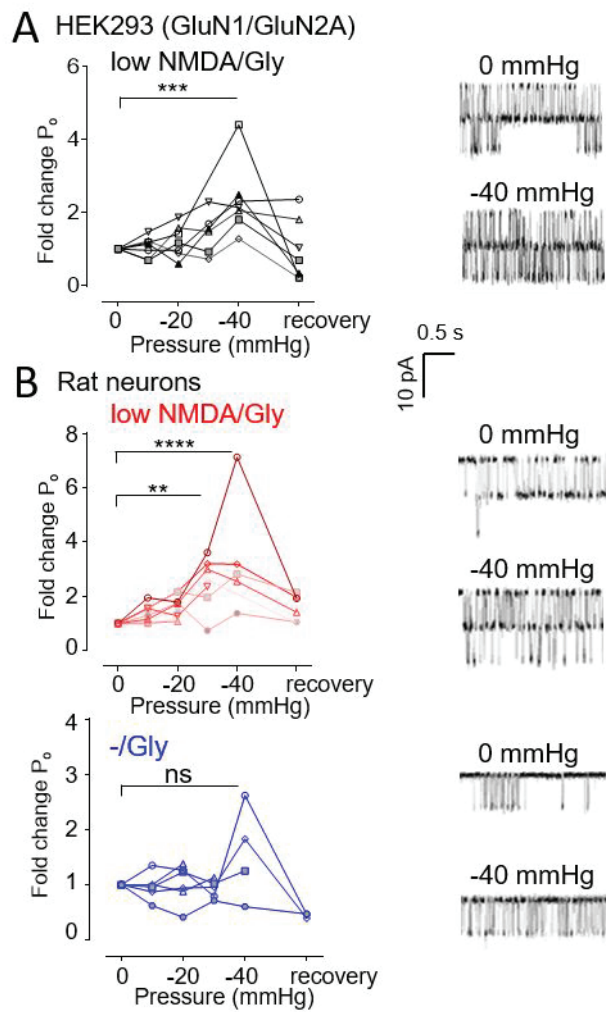 A HEK293 (GluN1/GluN2A)
low NMDA/Gly
***
6
4
2
0
Fold change Pₒ
0 -20 -40 recovery
Pressure (mmHg)
0 mmHg
-40 mmHg
0.5 s
10 pA
B Rat neurons
low NMDA/Gly
****
**
8
6
4
2
0
Fold change Pₒ
0 -20 -40 recovery
Pressure (mmHg)
0 mmHg
-40 mmHg
-/Gly
ns
4
3
2
1
0
Fold change Pₒ
0 -20 -40 recovery
Pressure (mmHg)
0 mmHg
-40 mmHg